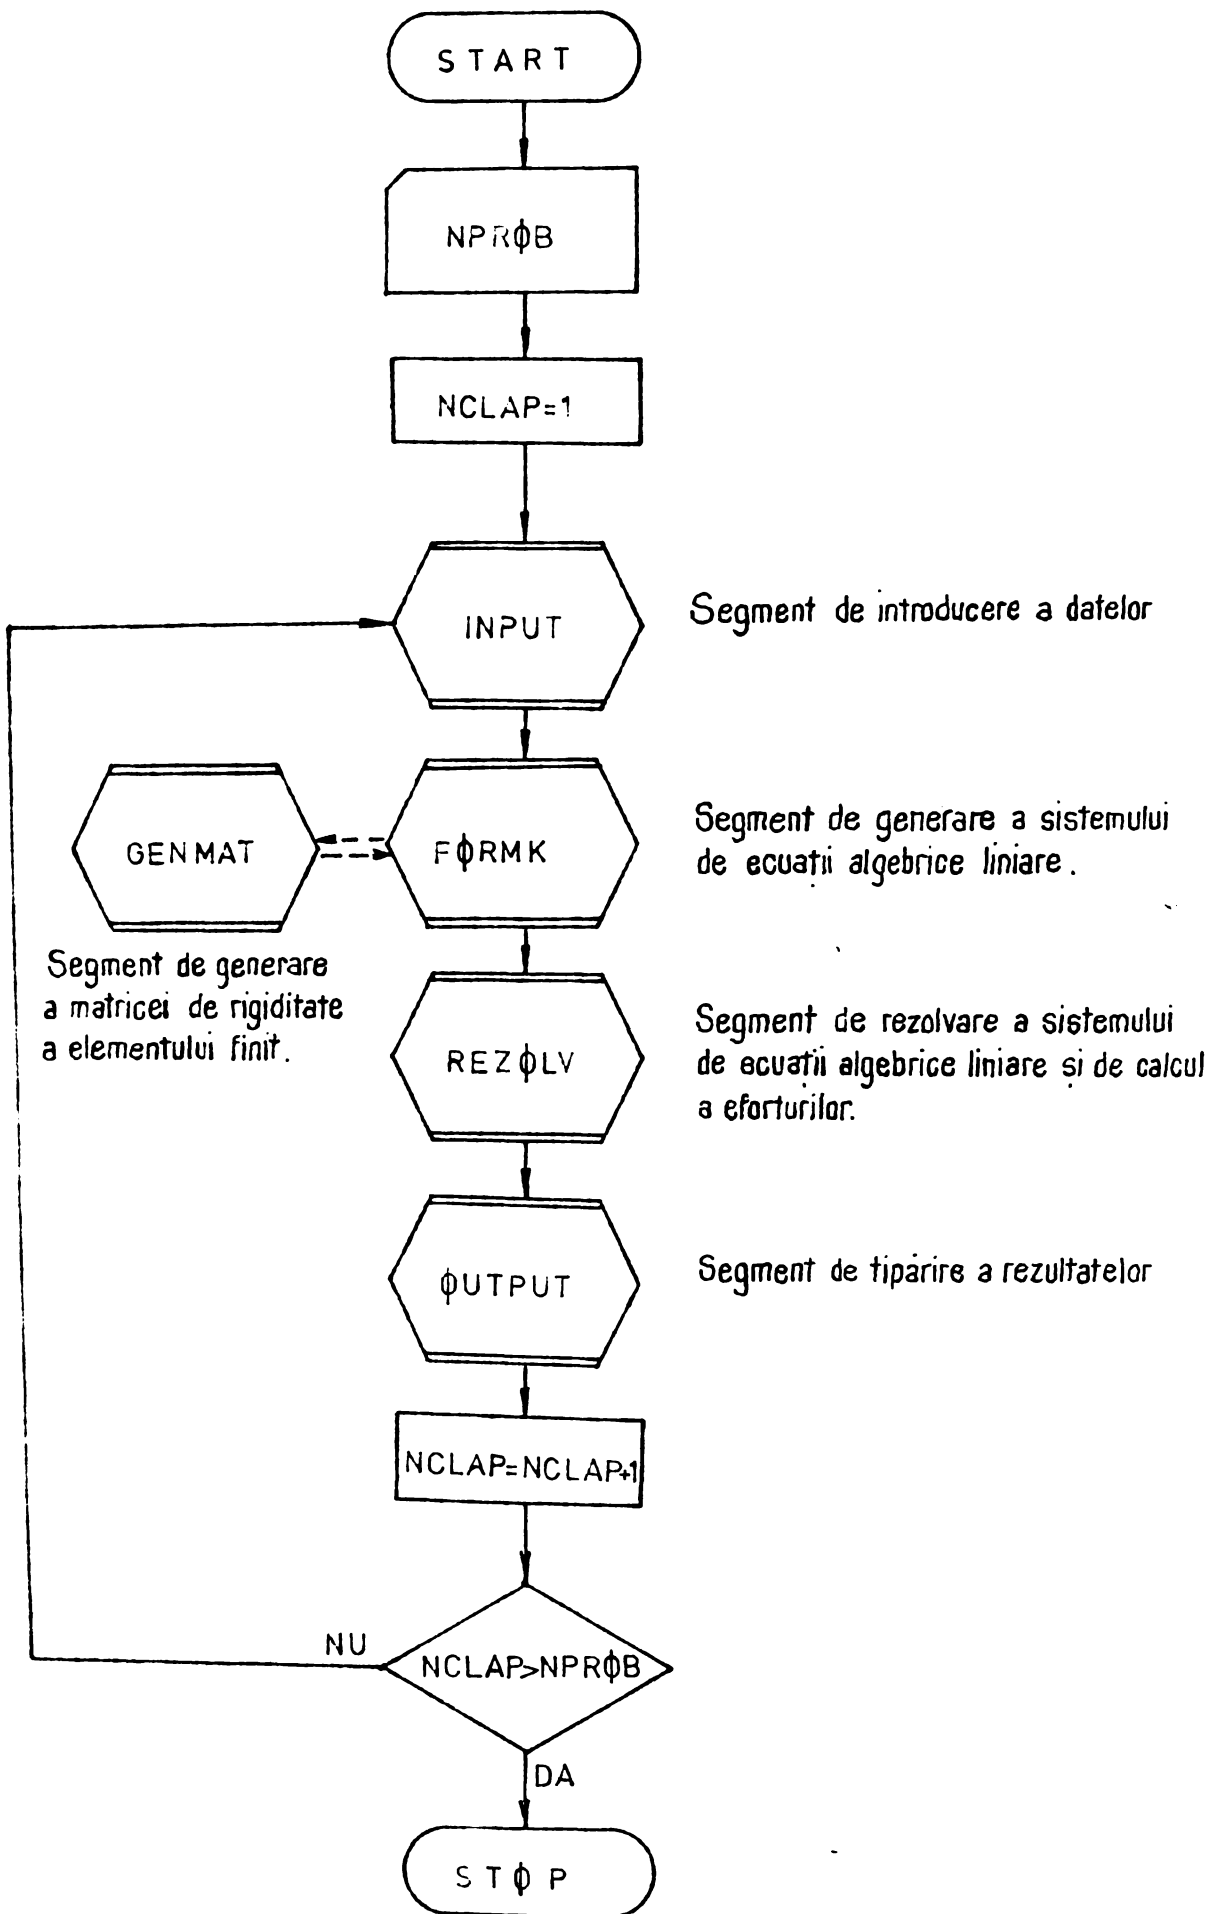 START
NPRØB
NCLAP=1
INPUT
Segment de introducere a datelor
GENMAT
FØRMK
Segment de generare a sistemului
de ecuații algebrice liniare.
Segment de generare
a matricei de rigiditate
a elementului finit.
REZØLV
Segment de rezolvare a sistemului
de ecuații algebrice liniare și de calcul
a eforturilor.
ØUTPUT
Segment de tipărire a rezultatelor
NCLAP=NCLAP+1
NU
NCLAP>NPRØB
DA
STØP